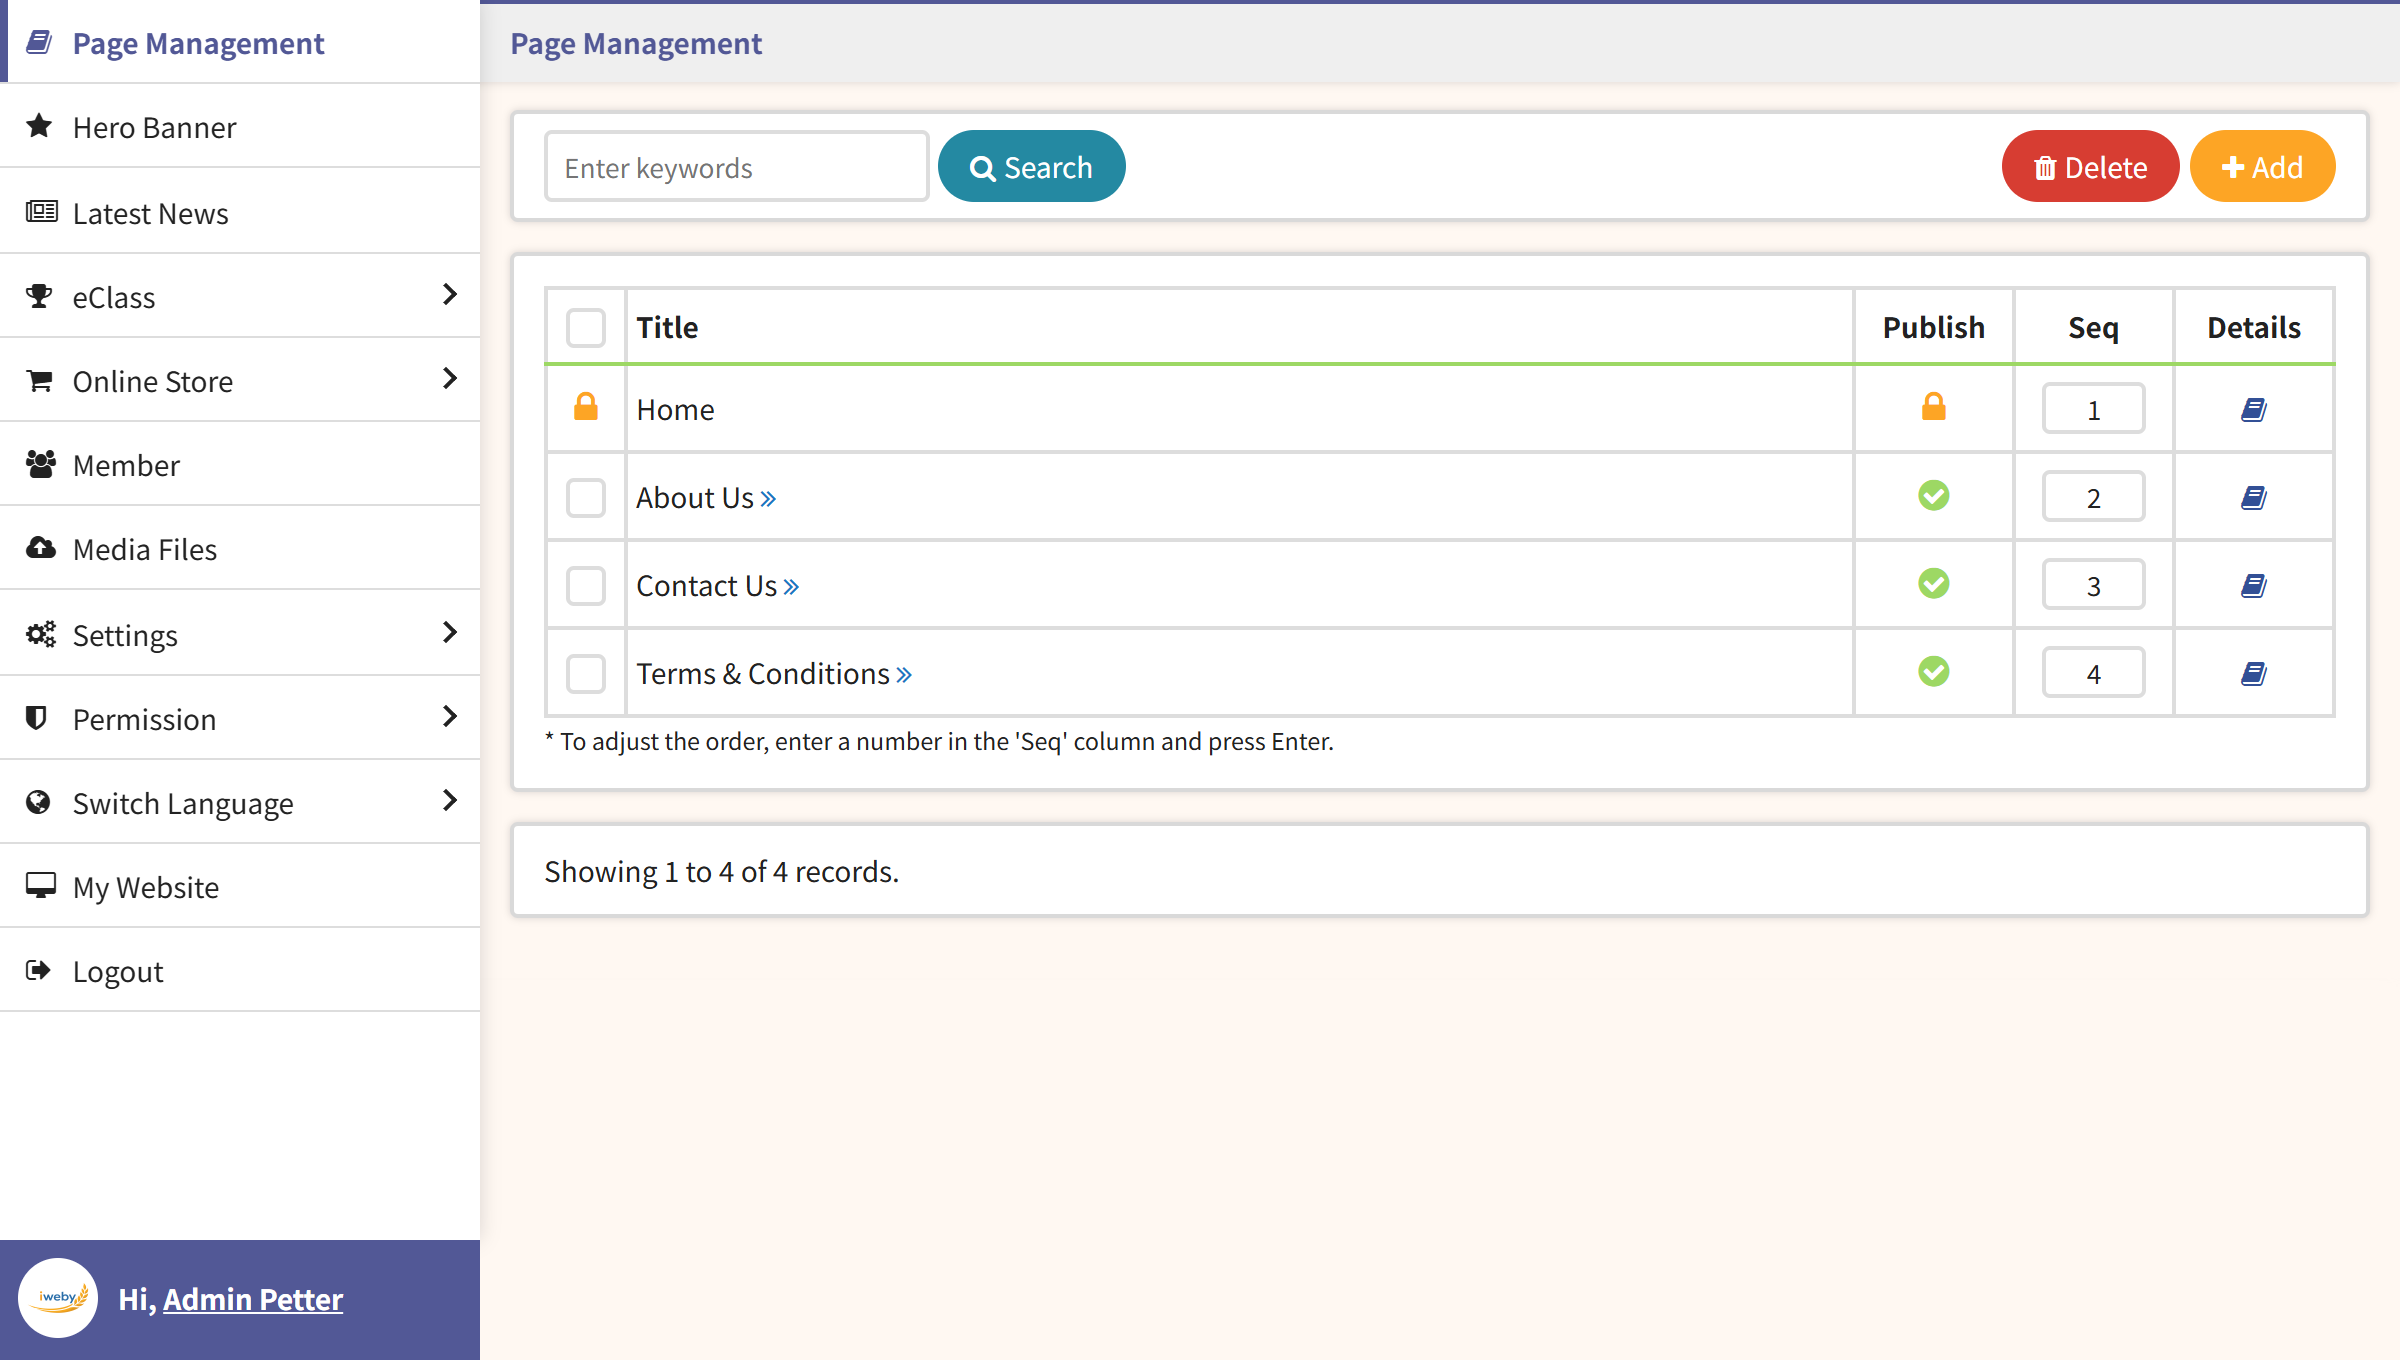 Page Management
Hero Banner
Latest News
eClass
Online Store
Member
Media Files
Settings
Permission
Switch Language
My Website
Logout
iweby
Hi, Admin Petter
Page Management
Enter keywords
Search
Delete
Add
Title Publish Seq Details
Home 1
About Us » 2
Contact Us » 3
Terms & Conditions » 4
* To adjust the order, enter a number in the 'Seq' column and press Enter.
Showing 1 to 4 of 4 records.